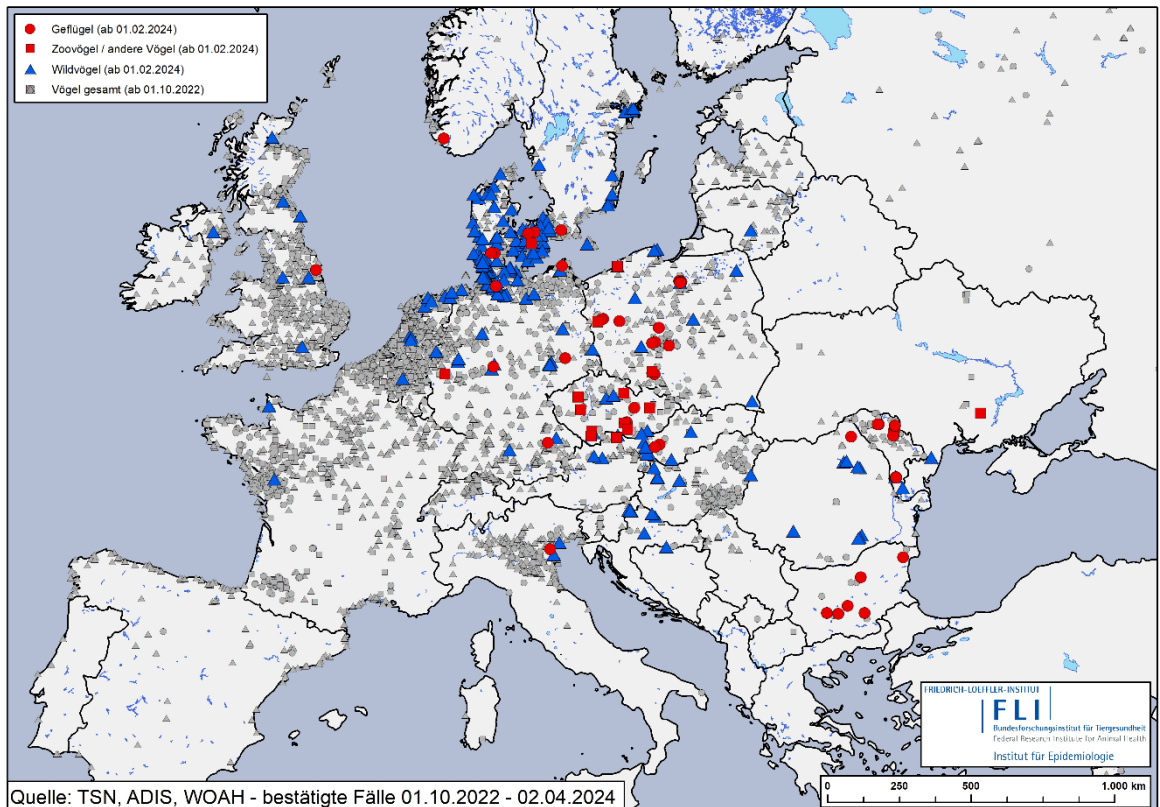 Geflügel (ab 01.02.2024)
Zoovögel / andere Vögel (ab 01.02.2024)
Wildvögel (ab 01.02.2024)
Vögel gesamt (ab 01.10.2022)
FRIEDRICH-LOEFFLER-INSTITUT
FLI
Bundesforschungsinstitut für Tiergesundheit
Federal Research Institute for Animal Health
Institut für Epidemiologie
Quelle: TSN, ADIS, WOAH - bestätigte Fälle 01.10.2022 - 02.04.2024
0 250 500 1.000 km